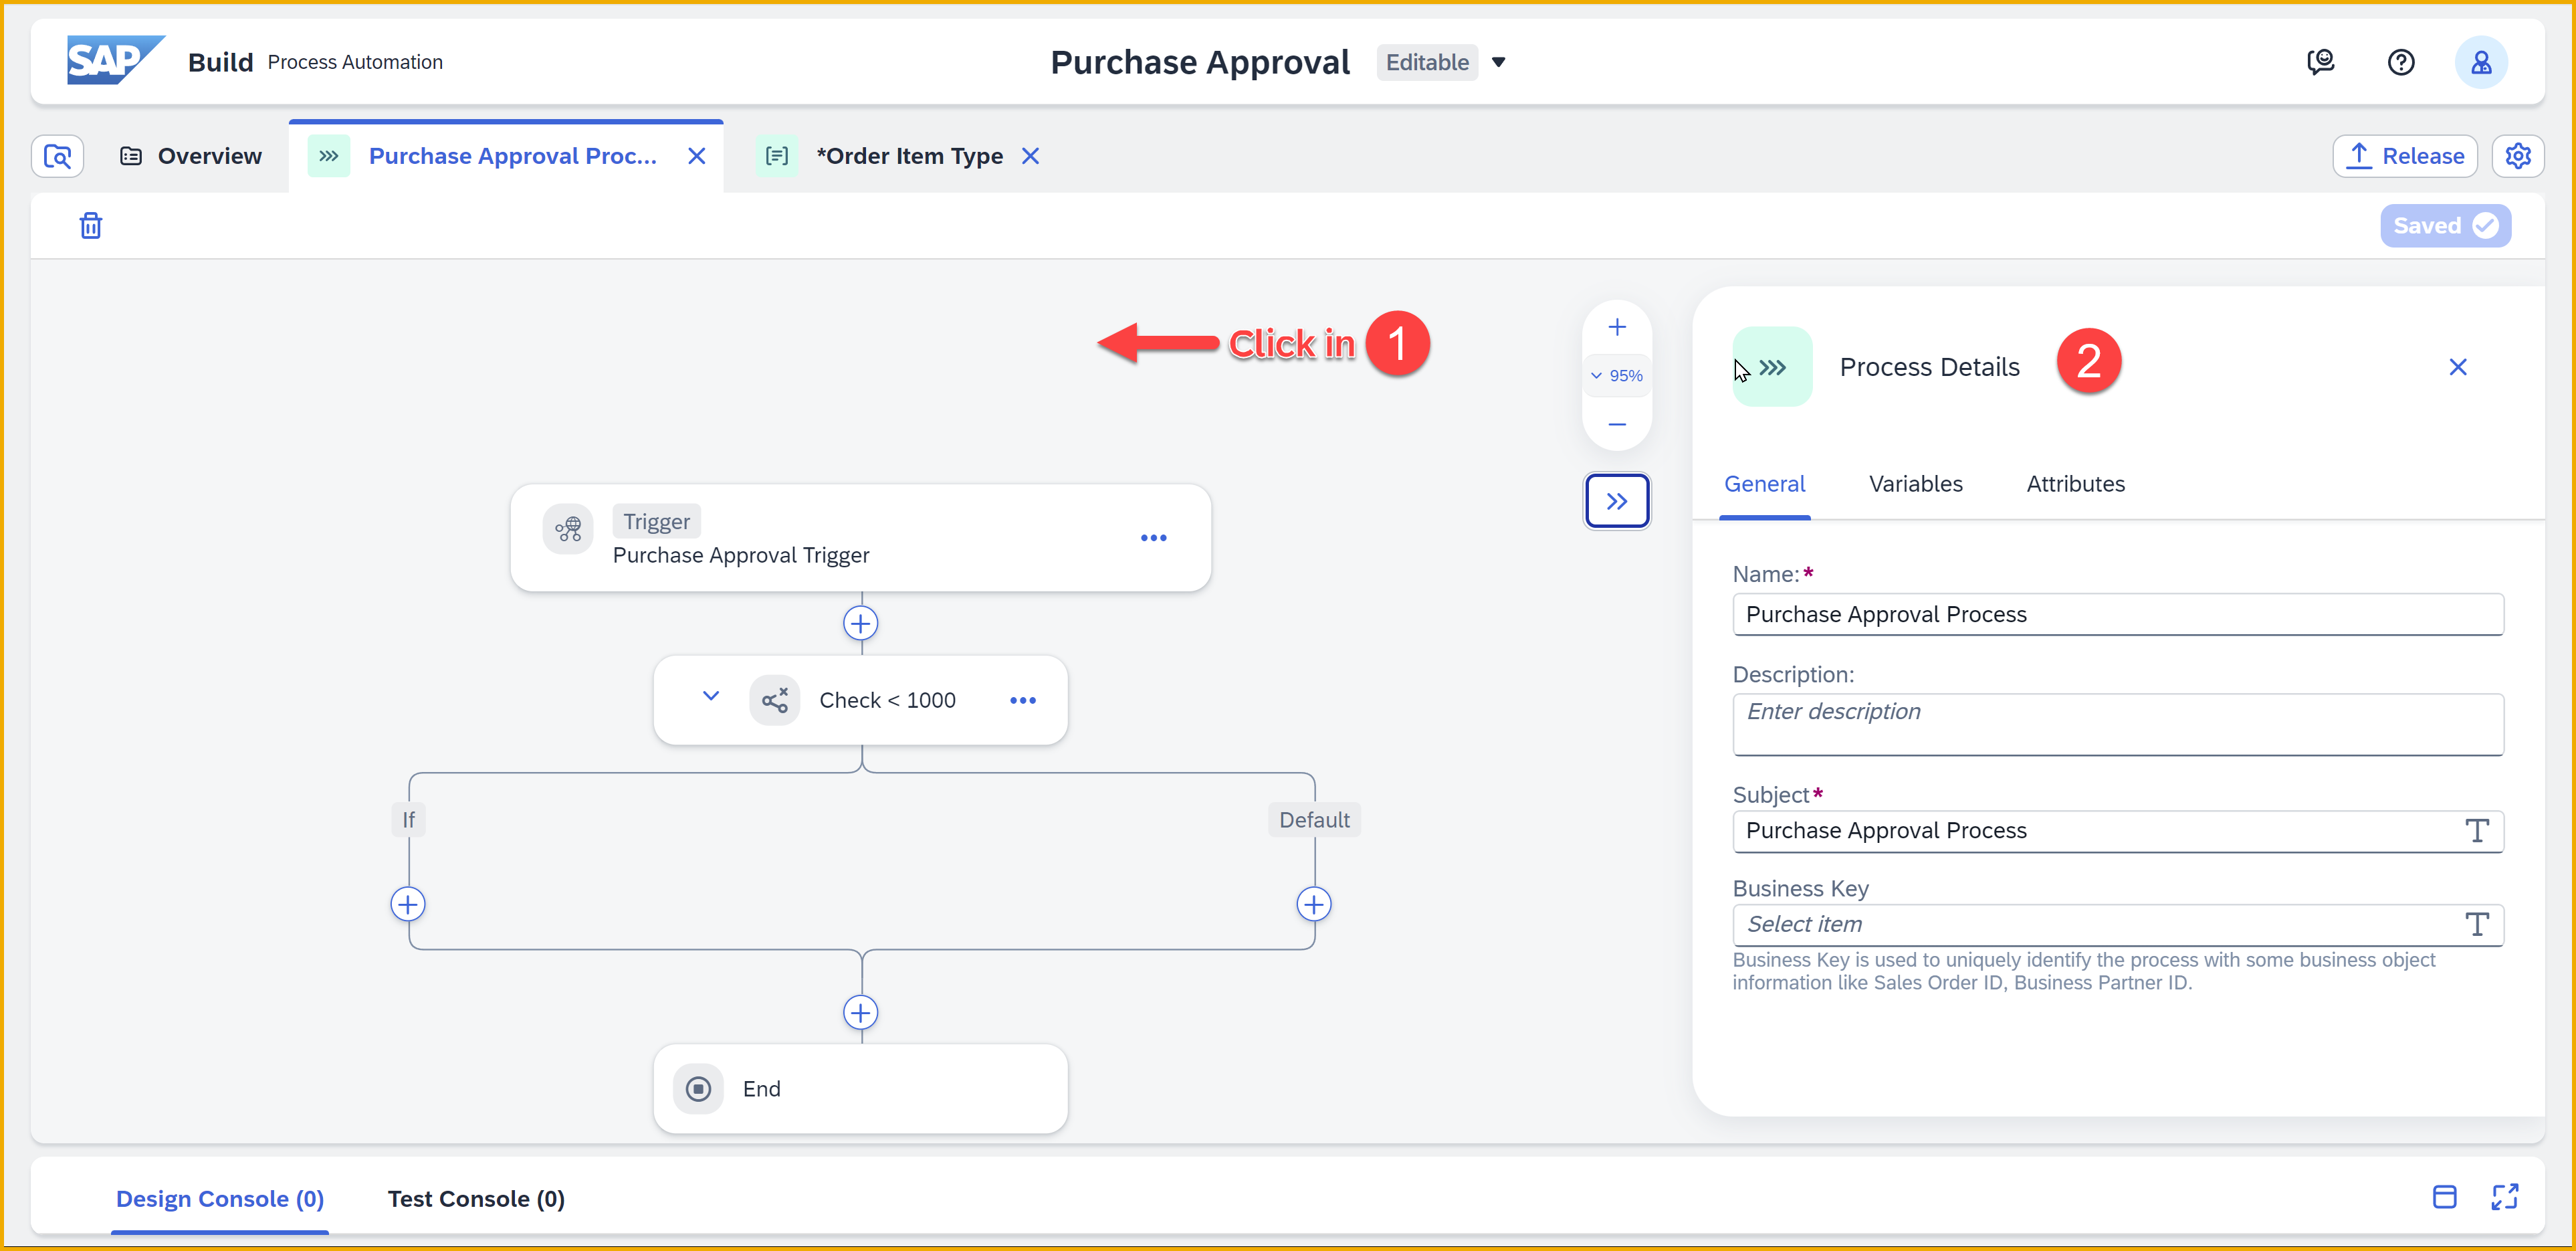 SAP Build Process Automation
Purchase Approval Editable
Overview
Purchase Approval Proc...
*Order Item Type
Release
Saved
Click in 1
95%
Process Details 2
General Variables Attributes
Trigger
Purchase Approval Trigger
Check < 1000
If
Default
End
Name:*
Purchase Approval Process
Description:
Enter description
Subject*
Purchase Approval Process
Business Key
Select item
Business Key is used to uniquely identify the process with some business object
information like Sales Order ID, Business Partner ID.
Design Console (0) Test Console (0)